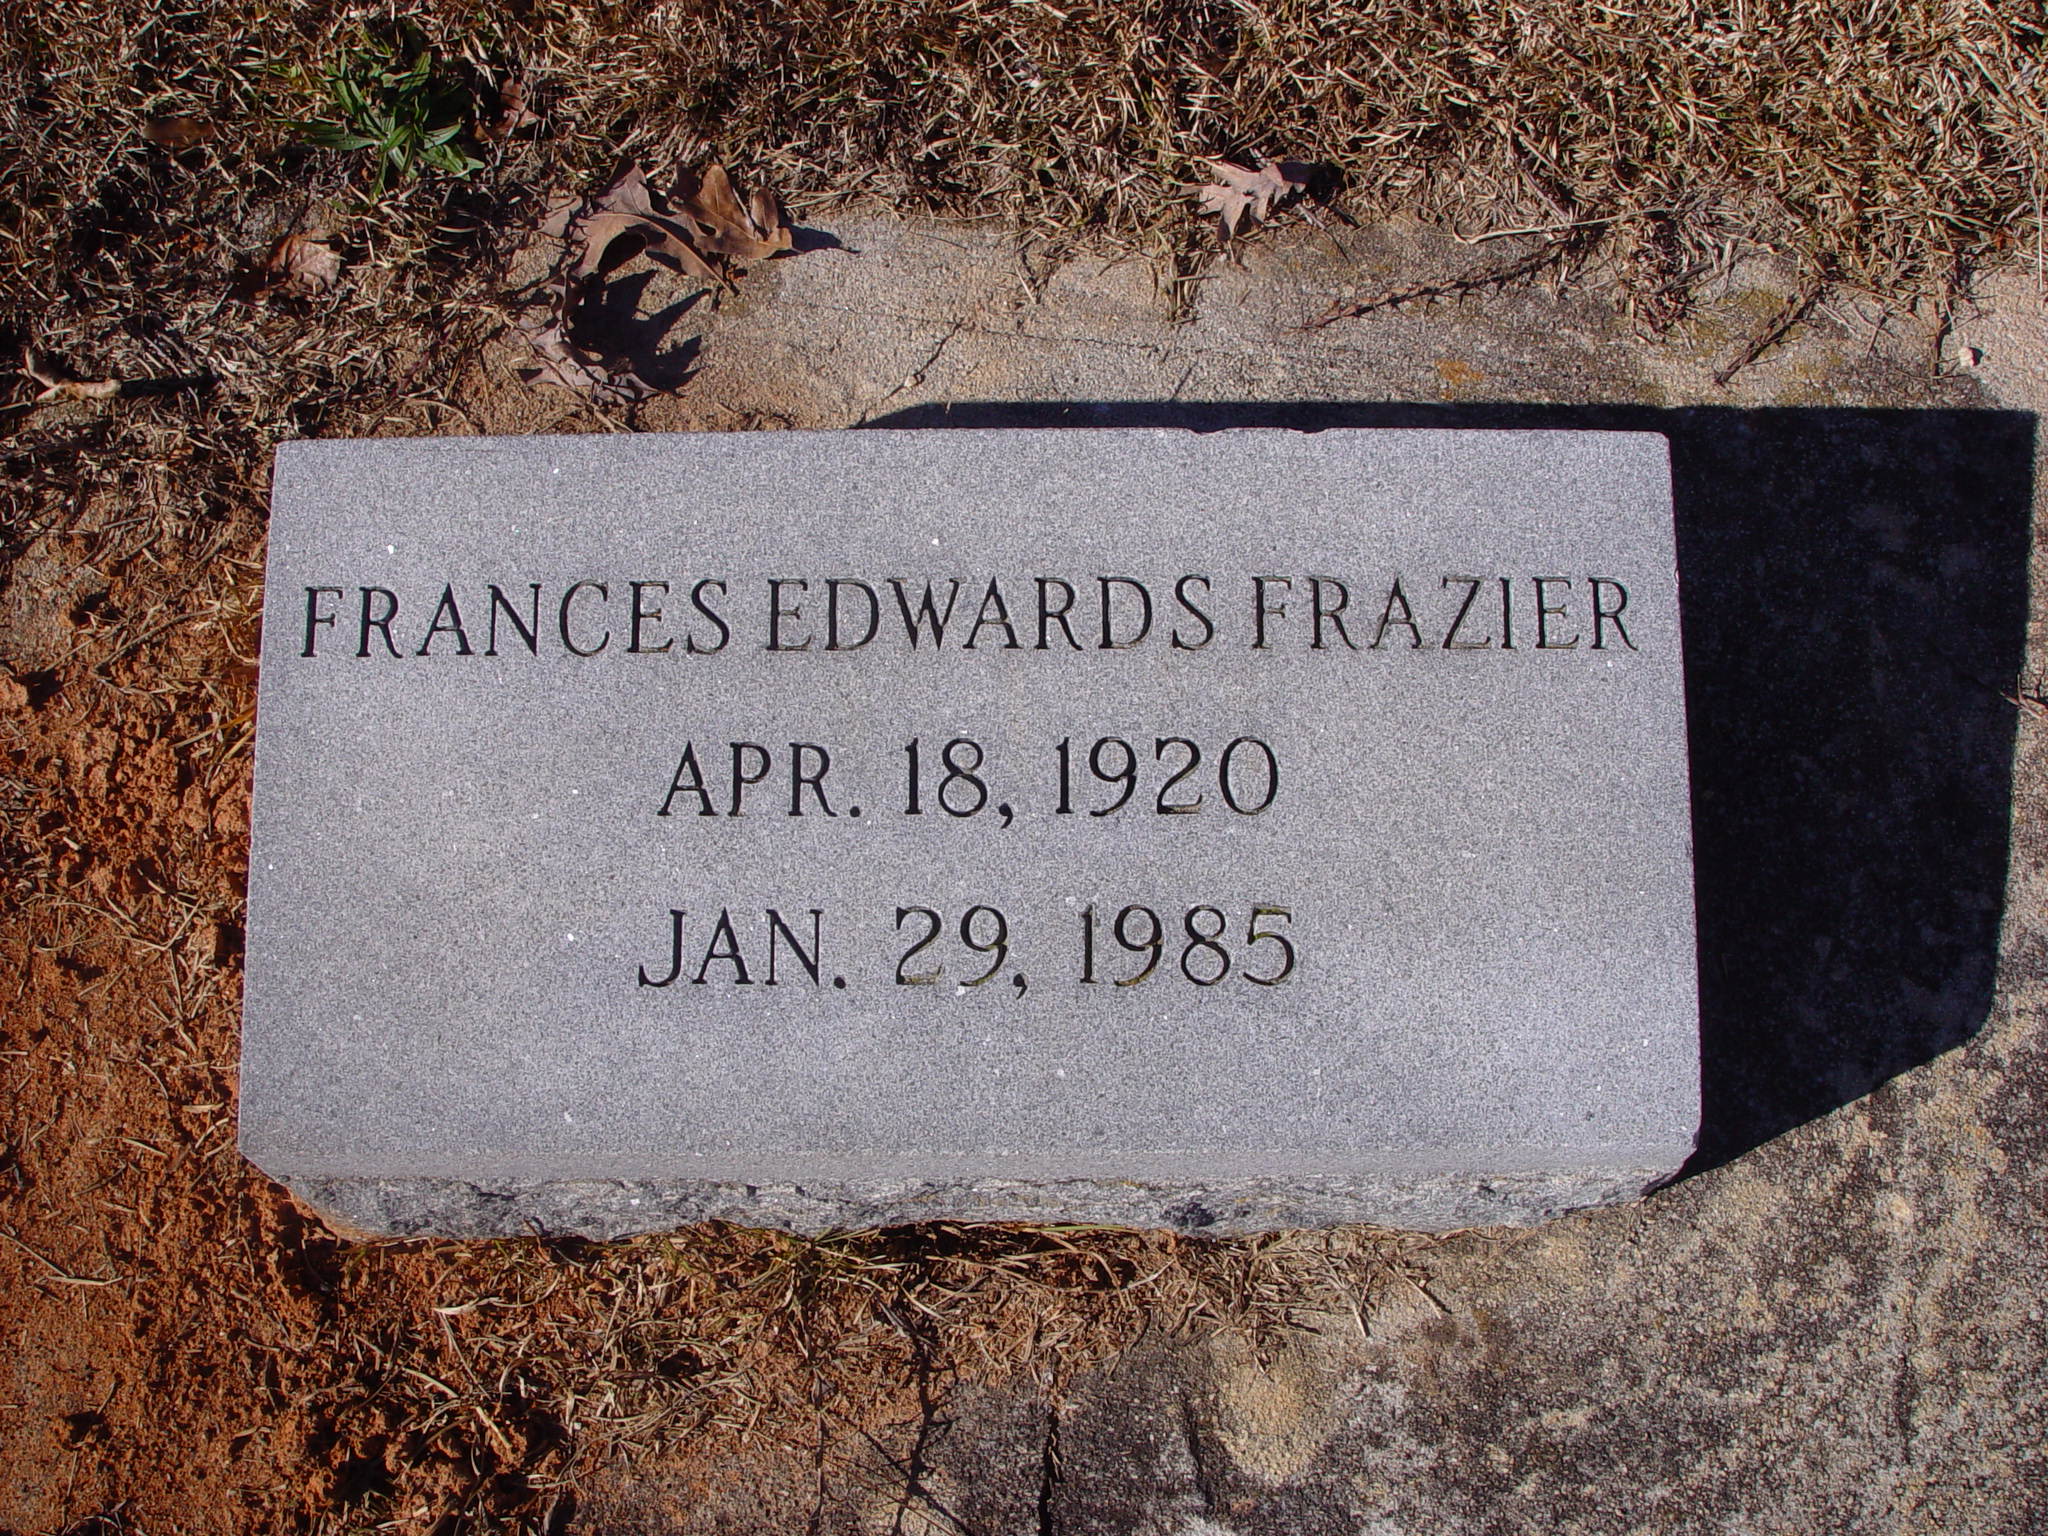 FRANCES EDWARDS FRAZIER
APR. 18, 1920
JAN. 29, 1985